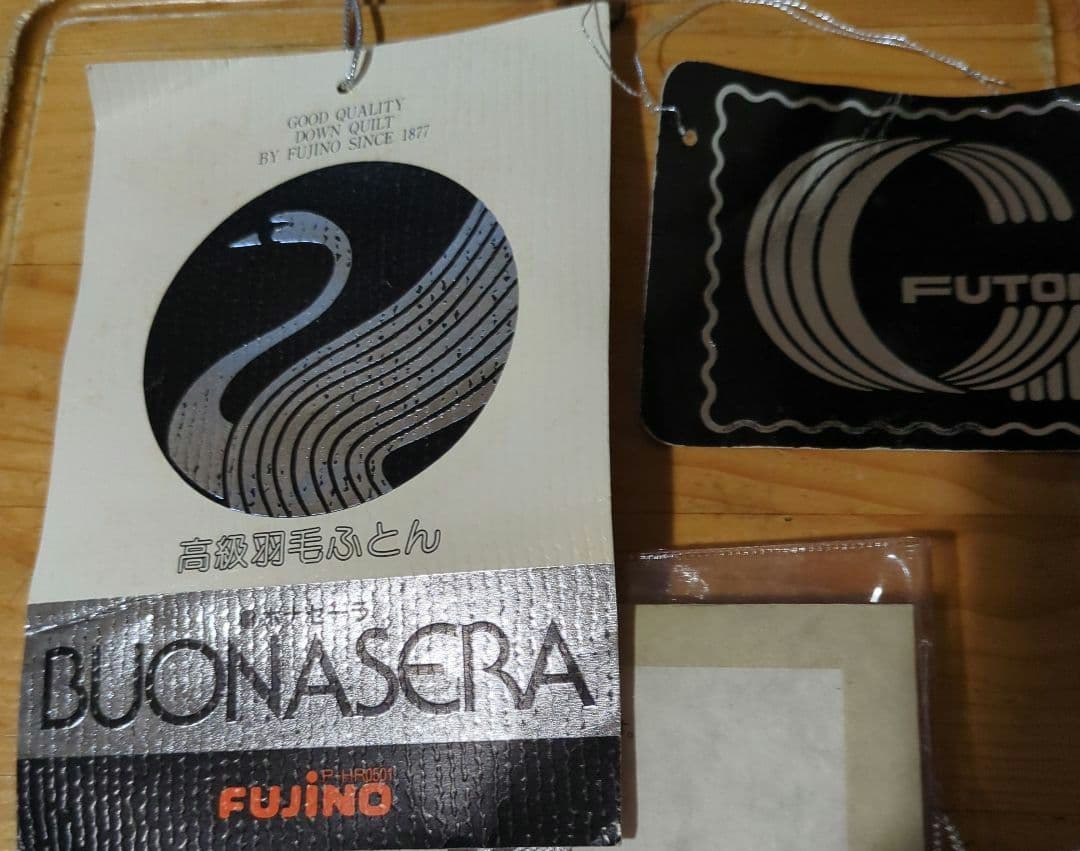 GOOD QUALITY
DOWN QUILT
BY FUJINO SINCE 1877
高級羽毛ふとん
ボナセーラ
BUONASERA
P-HR0501
FUJiNO
FUTO